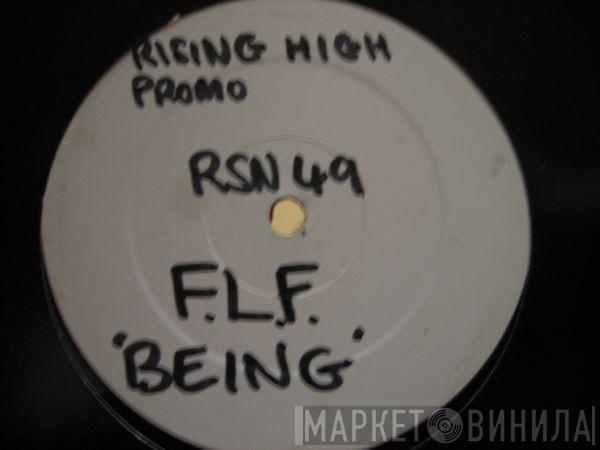 RISING HIGH
PROMO
RSN 49
F.L.F.
'BEING'
МАРКЕТ ВИНИЛА